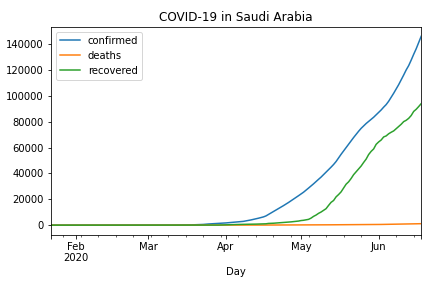 COVID-19 in Saudi Arabia
confirmed
deaths
recovered
140000
120000
100000
80000
60000
40000
20000
0
Feb Mar Apr May Jun
2020
Day